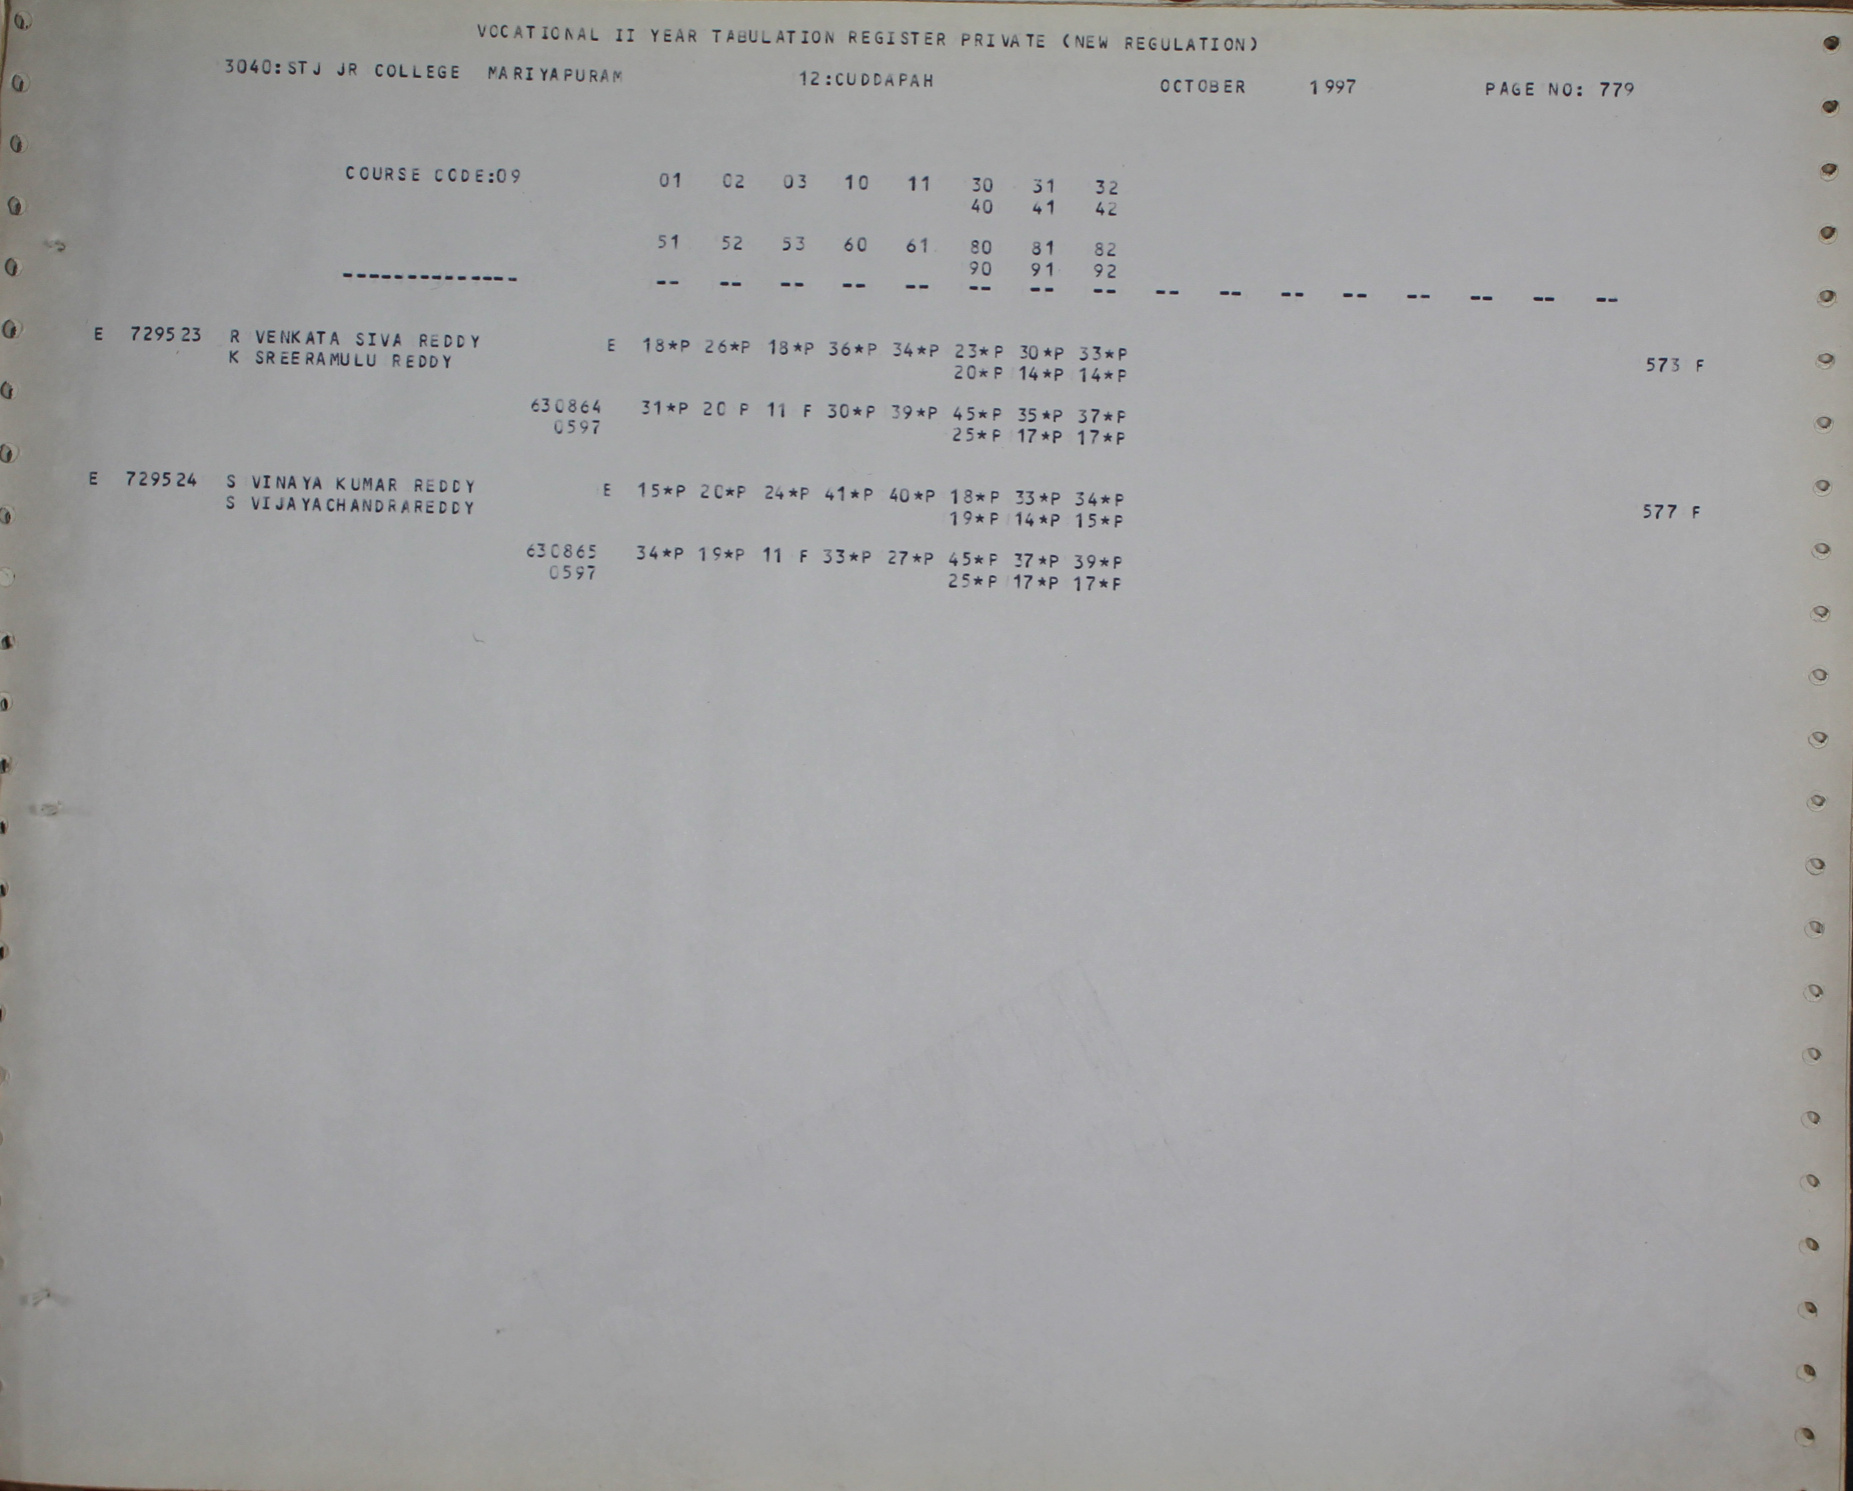 VOCATIONAL II YEAR TABULATION REGISTER PRIVATE (NEW REGULATION)
3040:STJ JR COLLEGE MARIYAPURAM 12:CUDDAPAH OCTOBER 1997 PAGE NO: 779
COURSE CODE:09 01 02 03 10 11 30 31 32
40 41 42
51 52 53 60 61 80 81 82
90 91 92
-------------- -- -- -- -- -- -- -- -- -- -- -- -- -- -- -- --
E 729523 R VENKATA SIVA REDDY E 18*P 26*P 18*P 36*P 34*P 23*P 30*P 33*P
K SREERAMULU REDDY 20*P 14*P 14*P 573 F
630864 31*P 20 P 11 F 30*P 39*P 45*P 35*P 37*P
0597 25*P 17*P 17*P
E 729524 S VINAYA KUMAR REDDY E 15*P 20*P 24*P 41*P 40*P 18*P 33*P 34*P
S VIJAYACHANDRAREDDY 19*P 14*P 15*P 577 F
630865 34*P 19*P 11 F 33*P 27*P 45*P 37*P 39*P
0597 25*P 17*P 17*P